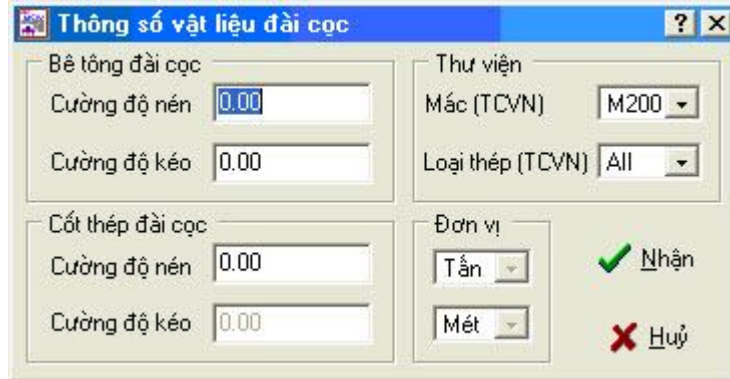 Thông số vật liệu đài cọc
Bê tông đài cọc
Cường độ nén 0.00
Cường độ kéo 0.00
Thư viện
Mác (TCVN) M200
Loại thép (TCVN) All
Cốt thép đài cọc
Cường độ nén 0.00
Cường độ kéo 0.00
Đơn vị
Tấn
Mét
Nhận
Huỷ